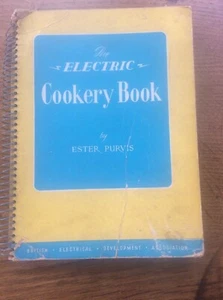 The
ELECTRIC
Cookery Book
by
ESTER PURVIS
BRITISH • ELECTRICAL • DEVELOPMENT • ASSOCIATION